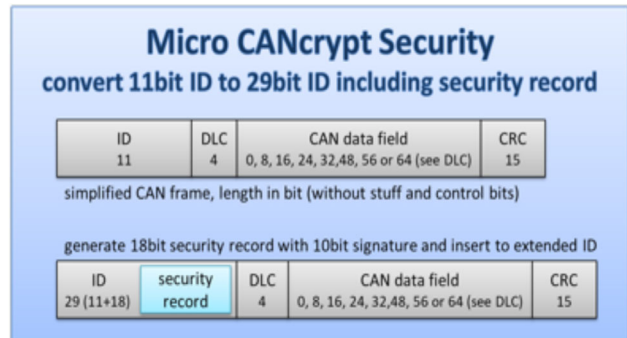 Micro CANcrypt Security
convert 11bit ID to 29bit ID including security record
ID DLC CAN data field CRC
11 4 0, 8, 16, 24, 32,48, 56 or 64 (see DLC) 15
simplified CAN frame, length in bit (without stuff and control bits)
generate 18bit security record with 10bit signature and insert to extended ID
ID security DLC CAN data field CRC
29 (11+18) record 4 0, 8, 16, 24, 32,48, 56 or 64 (see DLC) 15